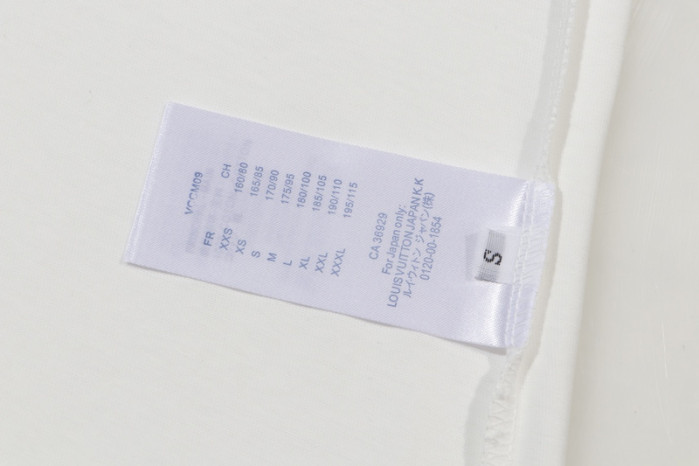 VCCM09
FR CH
XXS 160/80
XS 165/85
S 170/90
M 175/95
L 180/100
XL 185/105
XXL 190/110
XXXL 195/115
CA36929
For Japan only:
LOUIS VUITTON JAPAN K.K
ルイ・ヴィトン ジャパン(株)
0120-00-1854
S